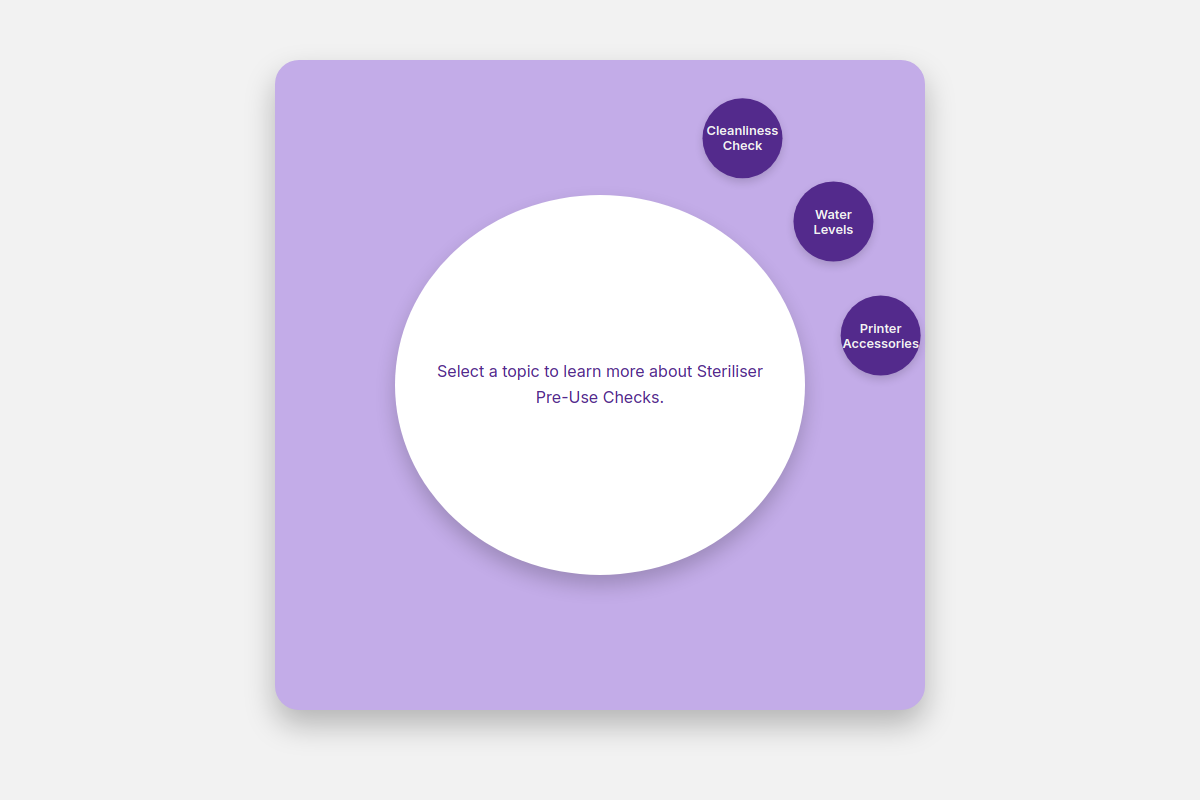 Cleanliness
Check
Water
Levels
Printer
Accessories
Select a topic to learn more about Steriliser
Pre-Use Checks.